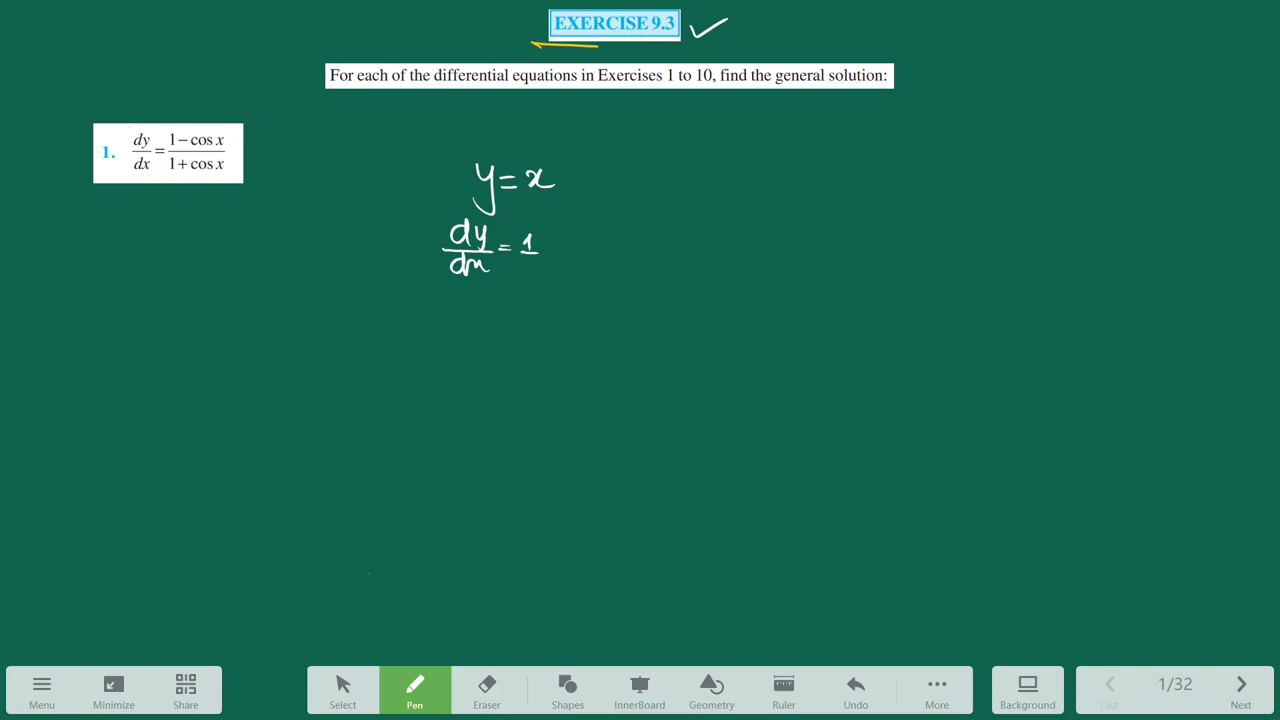 EXERCISE 9.3
For each of the differential equations in Exercises 1 to 10, find the general solution:
1. dy/dx = 1 − cos x / 1 + cos x
y = x
dy/dx = 1
Menu Minimize Share Select Pen Eraser Shapes InnerBoard Geometry Ruler Undo More Background Last 1/32 Next